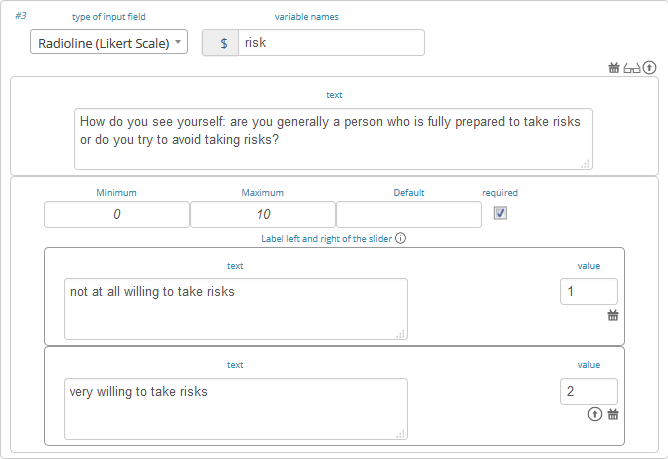 #3 type of input field variable names
Radioline (Likert Scale) $ risk
text
How do you see yourself: are you generally a person who is fully prepared to take risks
or do you try to avoid taking risks?
Minimum Maximum Default required
0 10
Label left and right of the slider
text value
not at all willing to take risks 1
text value
very willing to take risks 2